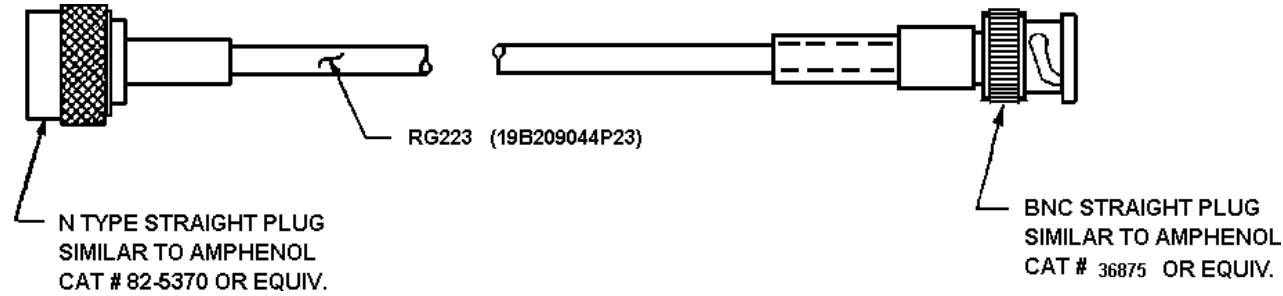 RG223 (19B209044P23)
N TYPE STRAIGHT PLUG
SIMILAR TO AMPHENOL
CAT # 82-5370 OR EQUIV.
BNC STRAIGHT PLUG
SIMILAR TO AMPHENOL
CAT # 36875 OR EQUIV.